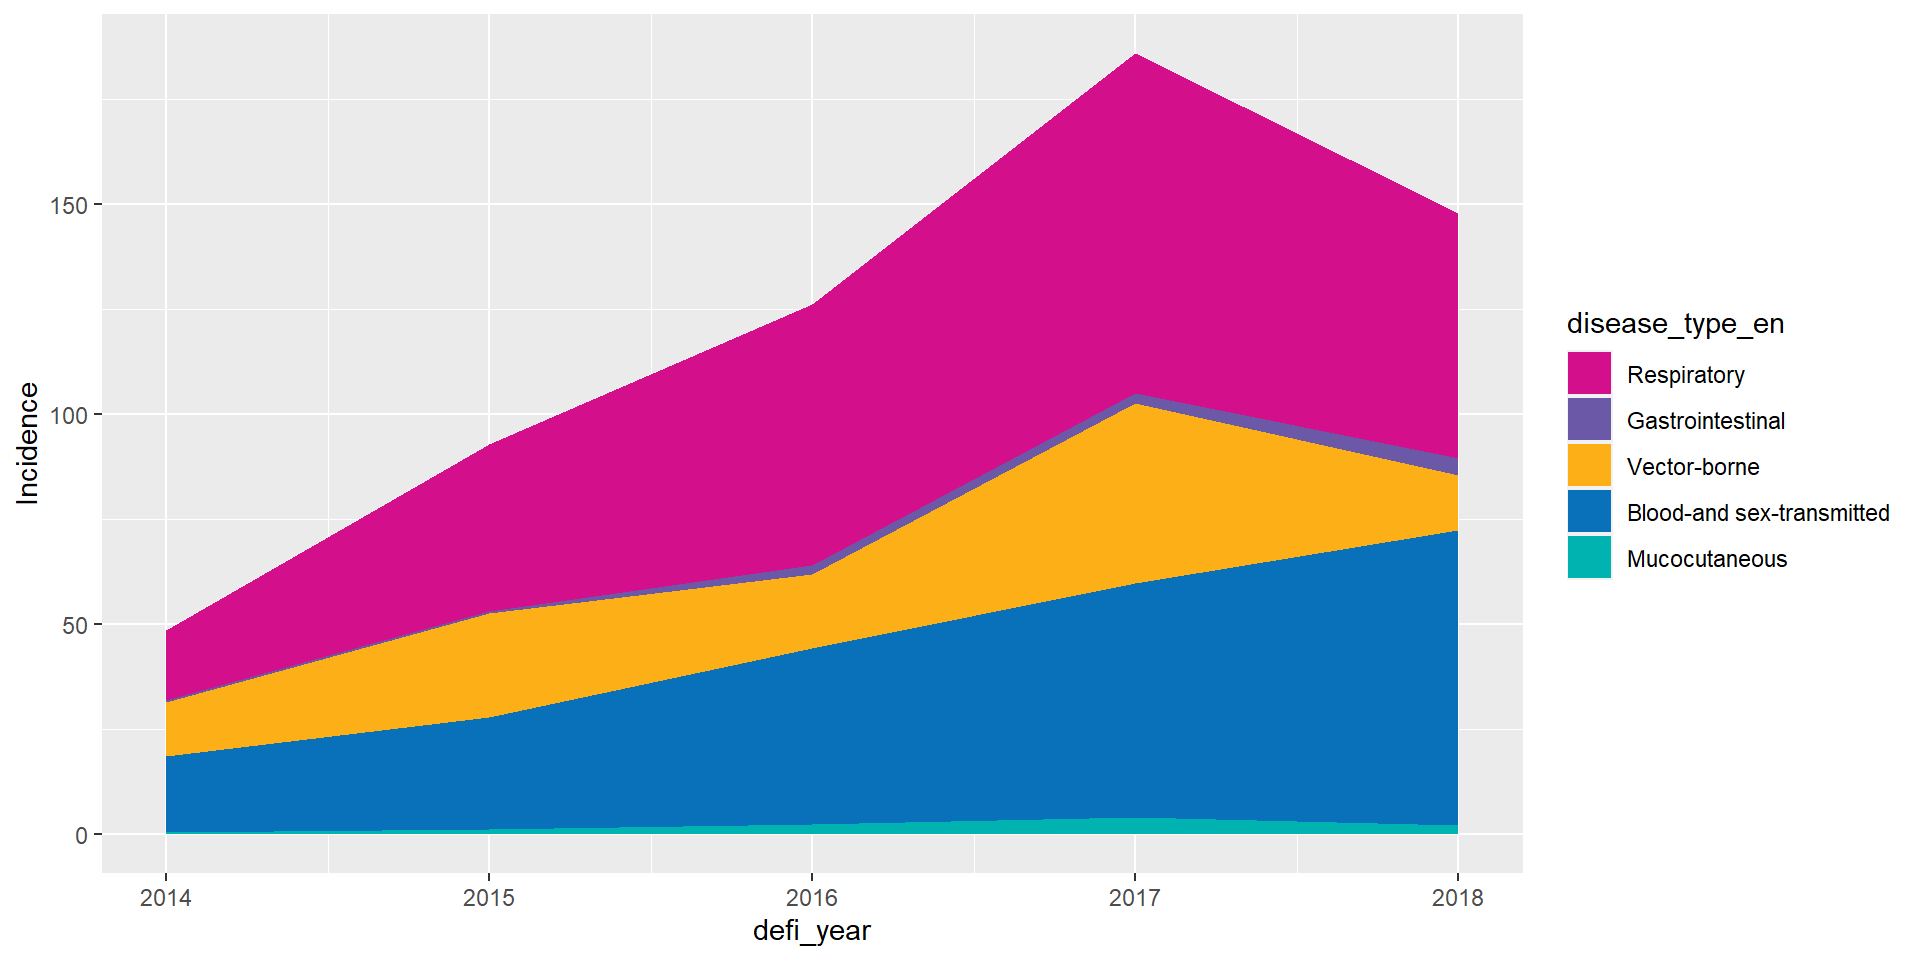 Incidence
150
100
50
0
2014 2015 2016 2017 2018
defi_year
disease_type_en
Respiratory
Gastrointestinal
Vector-borne
Blood-and sex-transmitted
Mucocutaneous